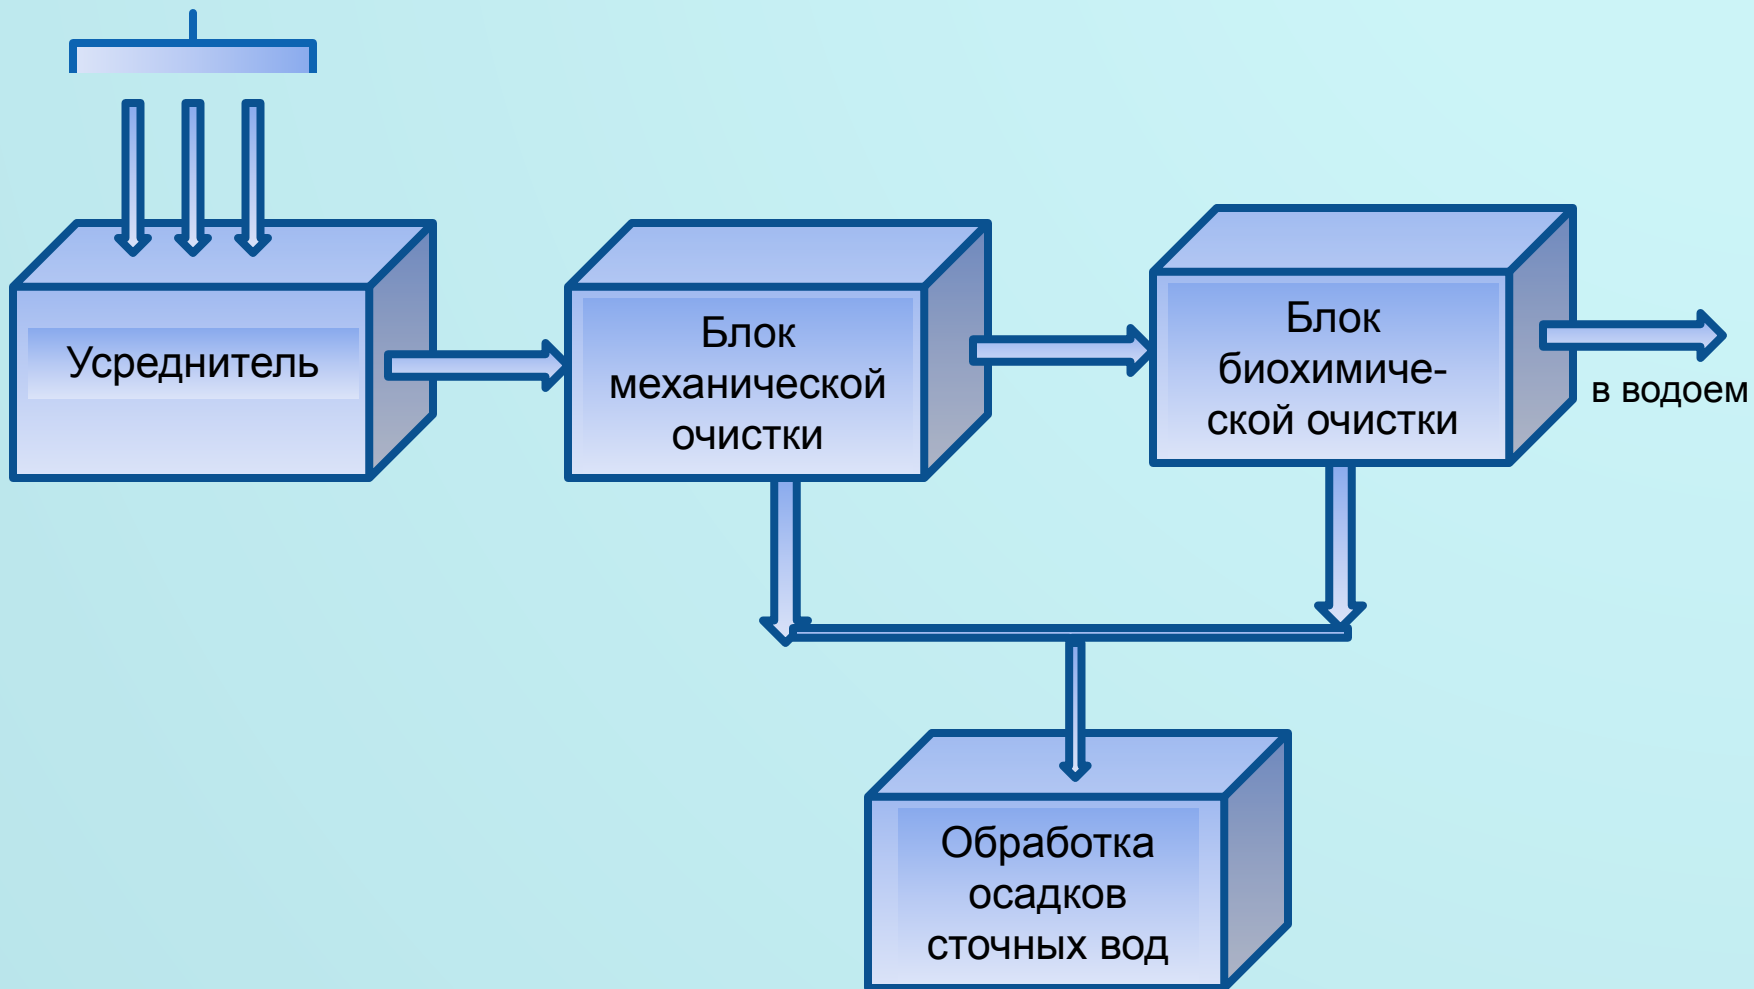 Усреднитель
Блок
механической
очистки
Блок
биохимиче-
ской очистки
в водоем
Обработка
осадков
сточных вод